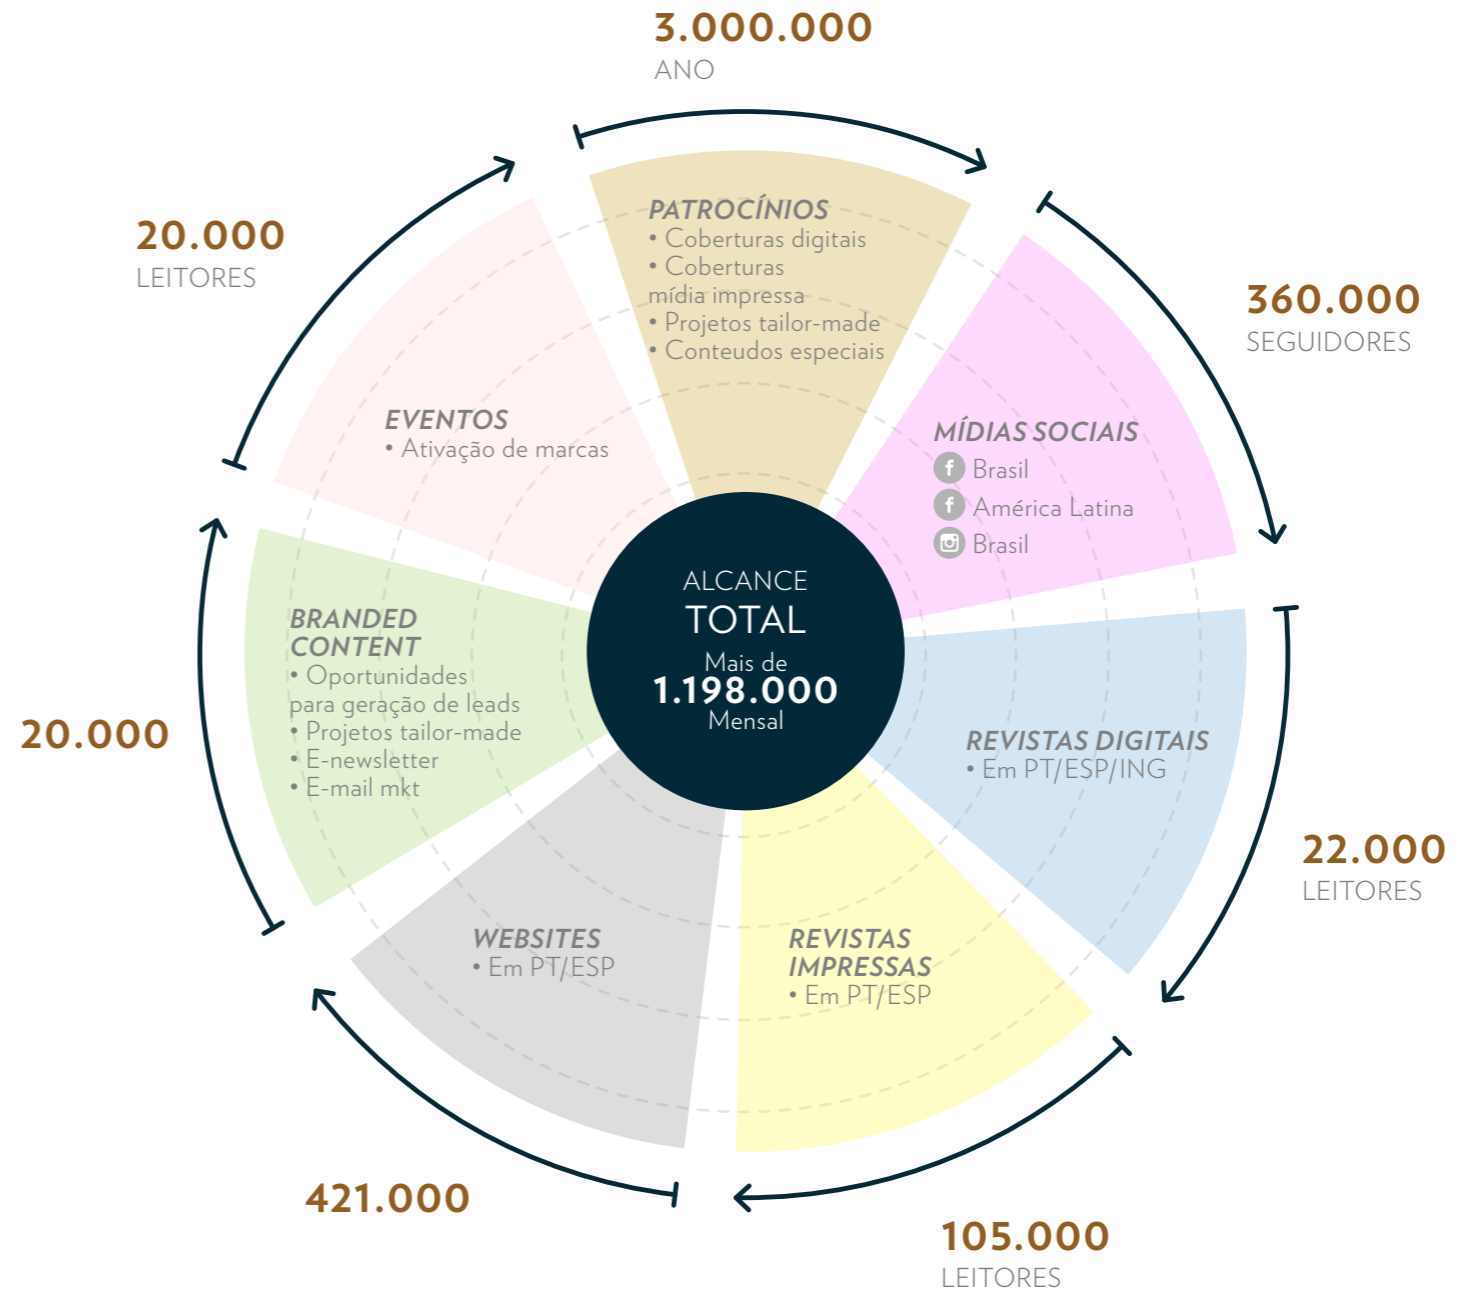 3.000.000
ANO
PATROCÍNIOS
• Coberturas digitais
• Coberturas
mídia impressa
• Projetos tailor-made
• Conteudos especiais
360.000
SEGUIDORES
MÍDIAS SOCIAIS
Brasil
América Latina
Brasil
22.000
LEITORES
REVISTAS DIGITAIS
• Em PT/ESP/ING
105.000
LEITORES
REVISTAS
IMPRESSAS
• Em PT/ESP
421.000
WEBSITES
• Em PT/ESP
20.000
BRANDED
CONTENT
• Oportunidades
para geração de leads
• Projetos tailor-made
• E-newsletter
• E-mail mkt
20.000
LEITORES
EVENTOS
• Ativação de marcas
ALCANCE
TOTAL
Mais de
1.198.000
Mensal